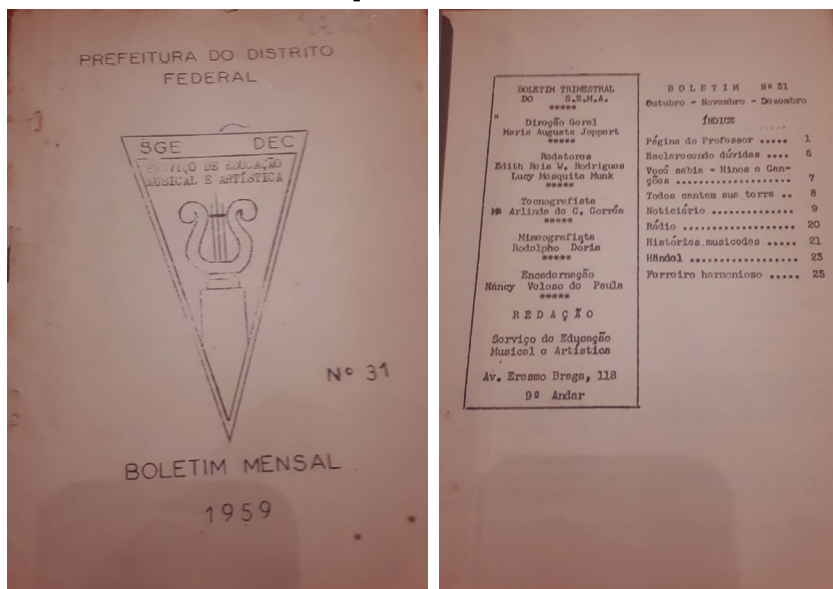 PREFEITURA DO DISTRITO
FEDERAL
SGE DEC
SERVIÇO DE EDUCAÇÃO
MUSICAL E ARTÍSTICA
Nº 31
BOLETIM MENSAL
1959
BOLETIM TRIMESTRAL
DO S.E.M.A.
*****
Direção Geral
Maria Augusta Joppert
*****
Redatoras
Edith Reis W. Rodrigues
Lucy Mesquita Munk
*****
Tecnografista
Mª Arlinda do C. Corrêa
*****
Mimeografista
Rodolpho Doria
*****
Encadernação
Nancy Veloso de Paula
*****
REDAÇÃO
Serviço de Educação
Musical e Artística
Av. Erasmo Braga, 118
9º Andar
BOLETIM Nº 31
Outubro - Novembro - Dezembro
ÍNDICE
Página do Professor ..... 1
Esclarecendo dúvidas .... 6
Você sabia - Hinos e Can-
ções .................. 7
Todos cantam sua terra .. 8
Noticiário .............. 9
Rádio ................... 20
Histórias musicadas ..... 21
Händel .................. 23
Ferreiro harmonioso ..... 25